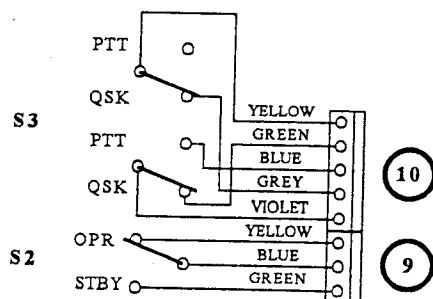 PTT
QSK
YELLOW
S3
GREEN
PTT
BLUE
GREY
10
QSK
VIOLET
YELLOW
OPR
S2
BLUE
9
STBY
GREEN